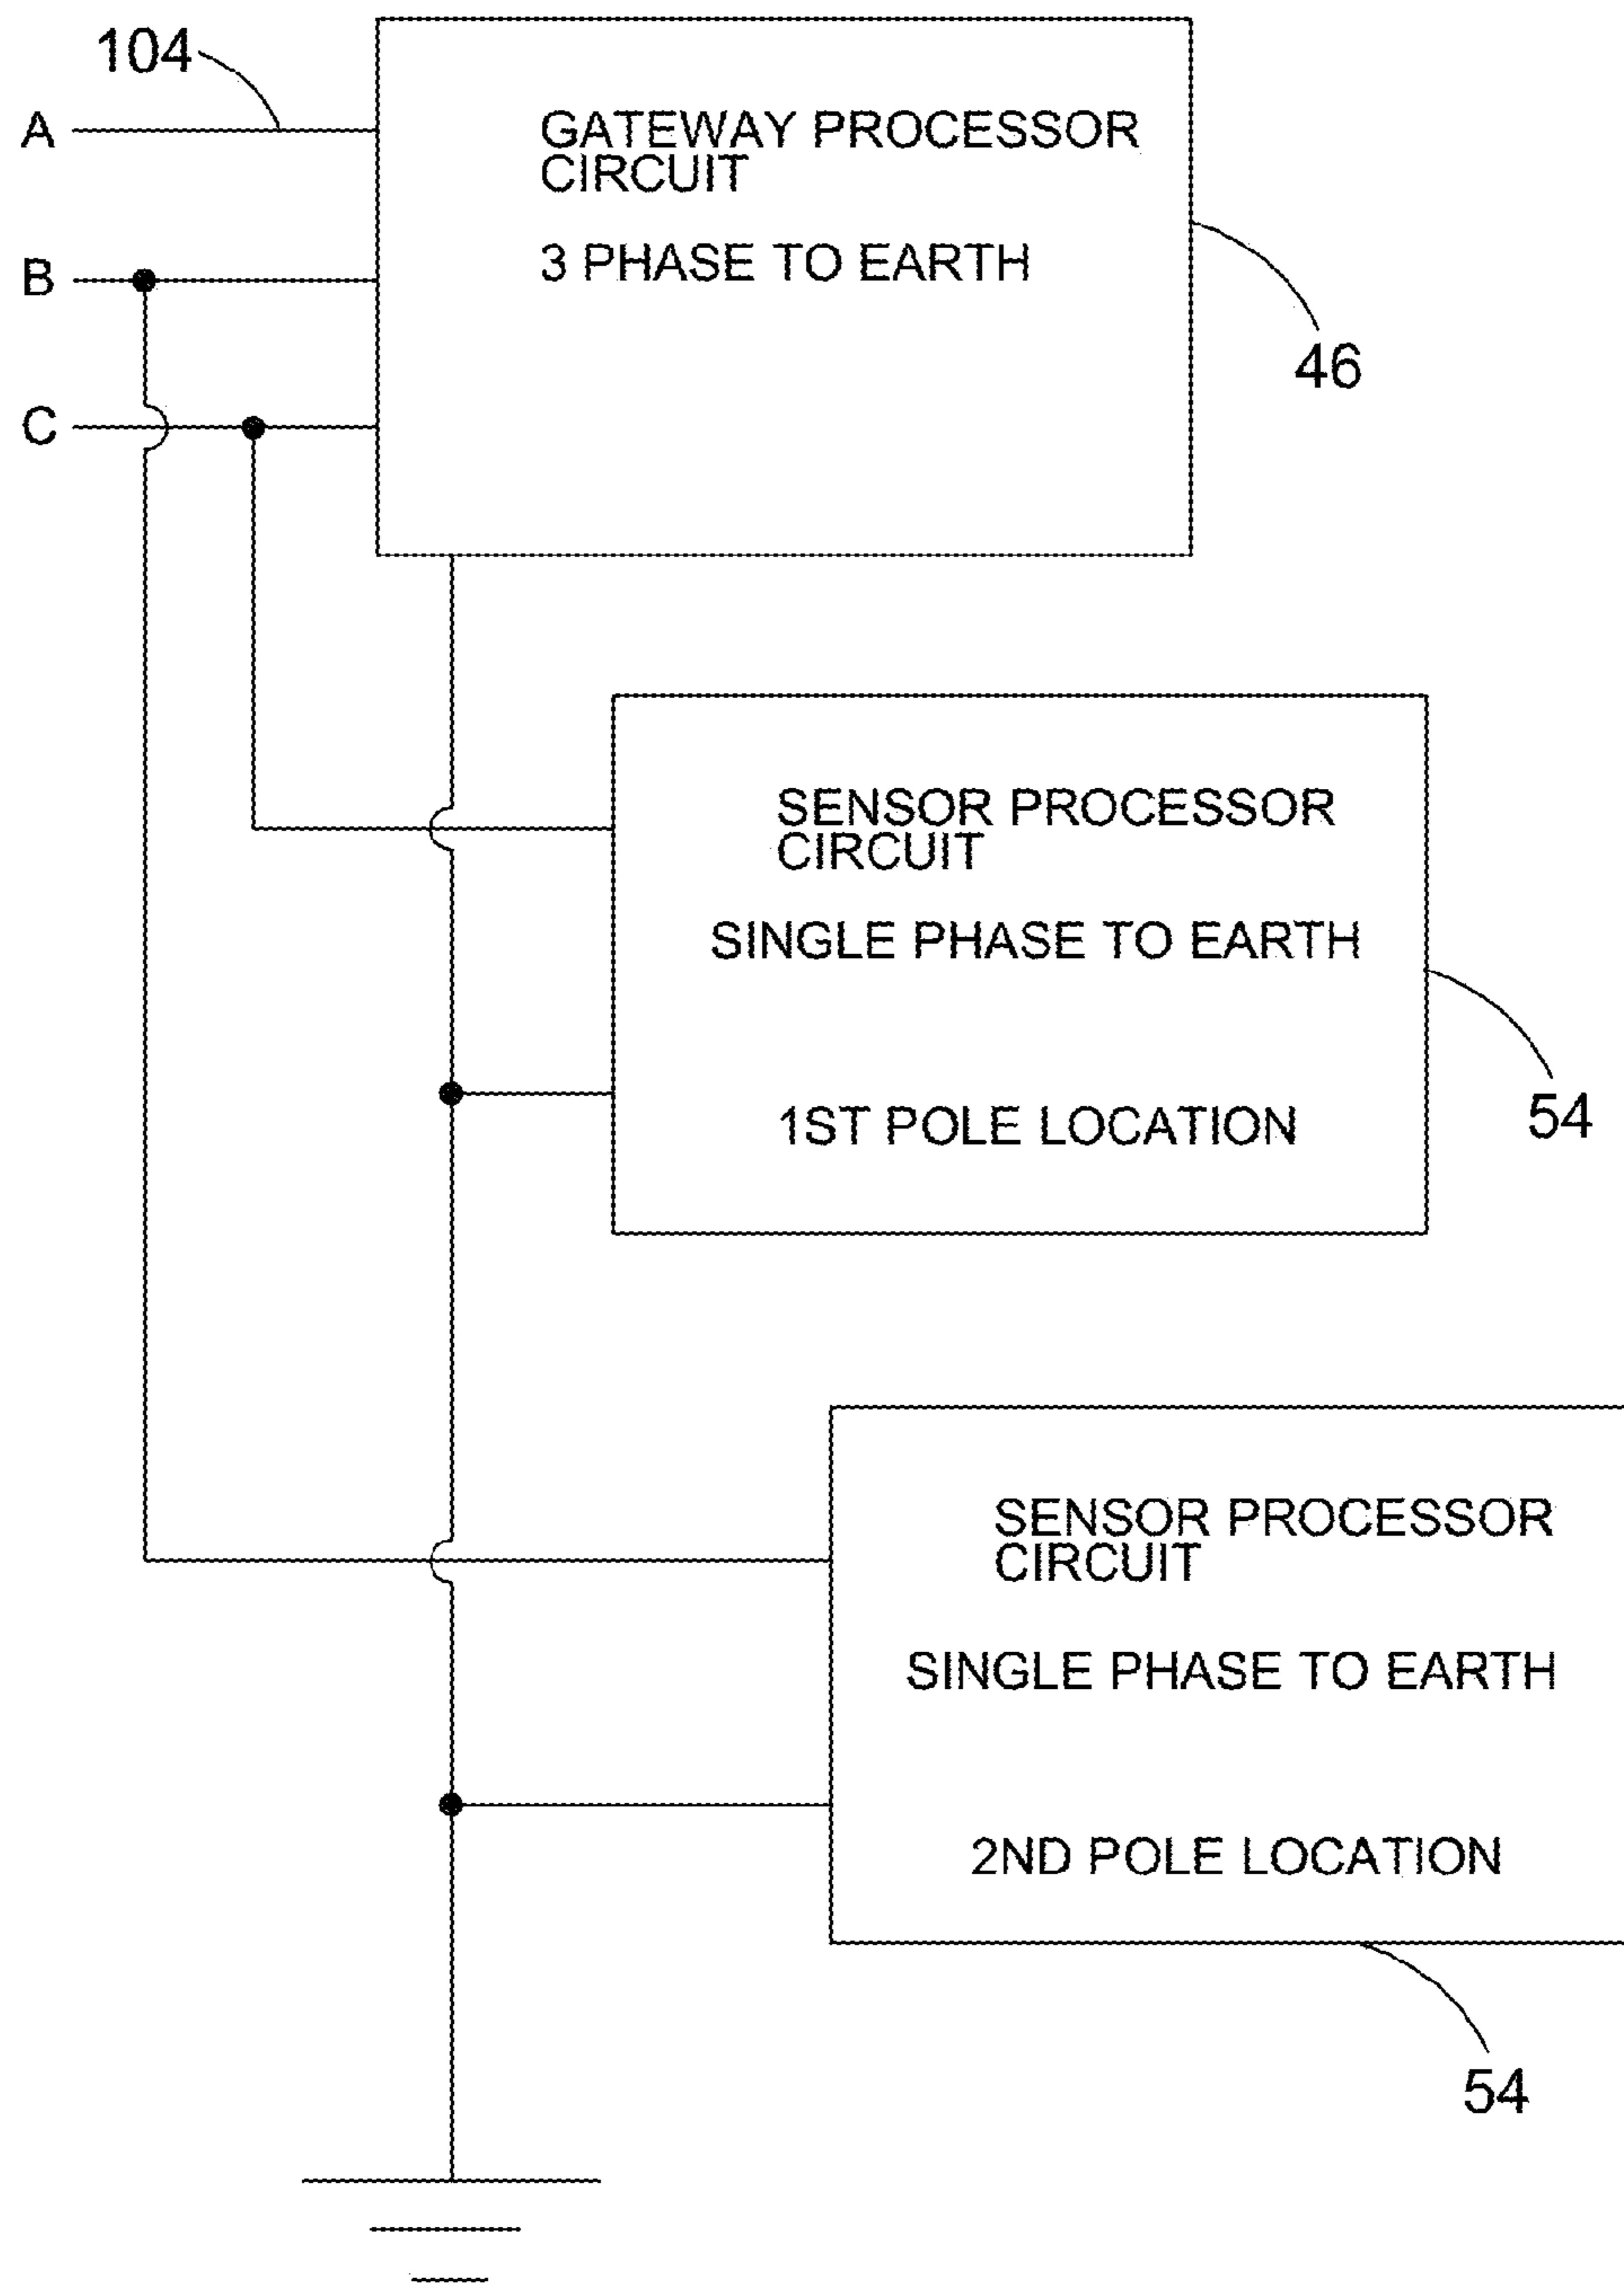 104
A
GATEWAY PROCESSOR
CIRCUIT
B
3 PHASE TO EARTH
46
C
SENSOR PROCESSOR
CIRCUIT
SINGLE PHASE TO EARTH
1ST POLE LOCATION
54
SENSOR PROCESSOR
CIRCUIT
SINGLE PHASE TO EARTH
2ND POLE LOCATION
54